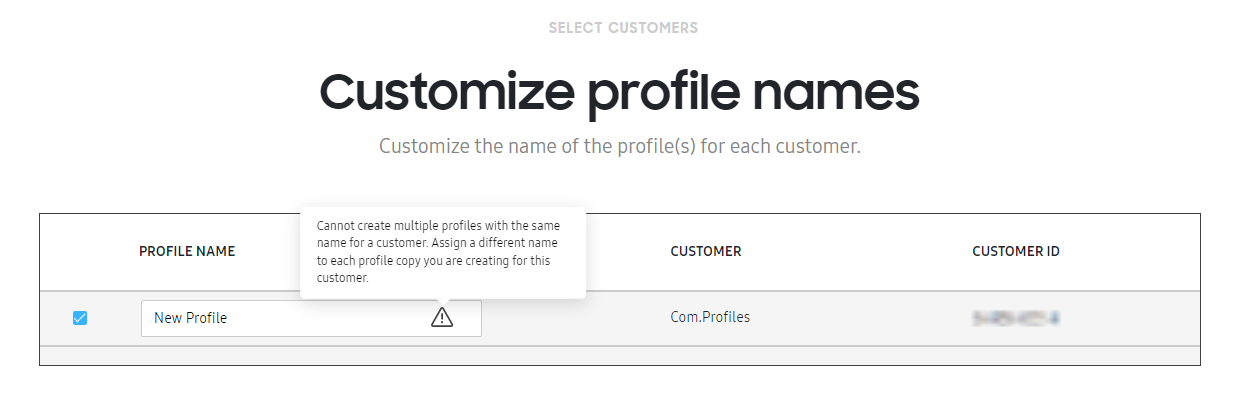 SELECT CUSTOMERS
Customize profile names
Customize the name of the profile(s) for each customer.
Cannot create multiple profiles with the same
name for a customer. Assign a different name
to each profile copy you are creating for this
customer.
PROFILE NAME CUSTOMER CUSTOMER ID
New Profile Com.Profiles